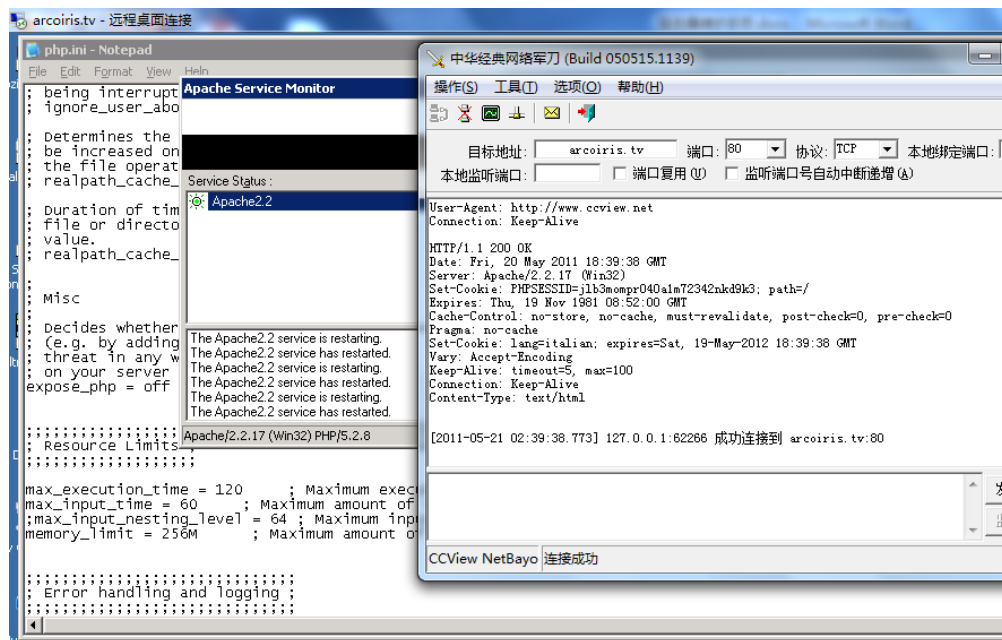 arcoiris.tv - 远程桌面连接
php.ini - Notepad
File Edit Format View Help
; being interrupt
; ignore_user_abo
; Determines the
; be increased on
; the file operat
; realpath_cache_
; Duration of tim
; file or directo
; value.
; realpath_cache_
;
; Misc
;
; Decides whether
; (e.g. by adding
; threat in any w
; on your server
expose_php = off
;;;;;;;;;;;;;;;;;;;
; Resource Limits ;
;;;;;;;;;;;;;;;;;;;
max_execution_time = 120 ; Maximum exec
max_input_time = 60 ; Maximum amount of
;max_input_nesting_level = 64 ; Maximum inp
memory_limit = 256M ; Maximum amount o
;;;;;;;;;;;;;;;;;;;;;;;;;;;;;;
; Error handling and logging ;
;;;;;;;;;;;;;;;;;;;;;;;;;;;;;;
Apache Service Monitor
Service Status :
Apache2.2
The Apache2.2 service is restarting.
The Apache2.2 service has restarted.
The Apache2.2 service is restarting.
The Apache2.2 service has restarted.
The Apache2.2 service is restarting.
The Apache2.2 service has restarted.
Apache/2.2.17 (Win32) PHP/5.2.8
中华经典网络军刀 (Build 050515.1139)
操作(S) 工具(T) 选项(O) 帮助(H)
目标地址: arcoiris.tv 端口: 80 协议: TCP 本地绑定端口:
本地监听端口: 端口复用(U) 监听端口号自动中断递增(A)
User-Agent: http://www.ccview.net
Connection: Keep-Alive
HTTP/1.1 200 OK
Date: Fri, 20 May 2011 18:39:38 GMT
Server: Apache/2.2.17 (Win32)
Set-Cookie: PHPSESSID=jlb3mompr040a1m72342nkd9k3; path=/
Expires: Thu, 19 Nov 1981 08:52:00 GMT
Cache-Control: no-store, no-cache, must-revalidate, post-check=0, pre-check=0
Pragma: no-cache
Set-Cookie: lang=italian; expires=Sat, 19-May-2012 18:39:38 GMT
Vary: Accept-Encoding
Keep-Alive: timeout=5, max=100
Connection: Keep-Alive
Content-Type: text/html
[2011-05-21 02:39:38.773] 127.0.0.1:62266 成功连接到 arcoiris.tv:80
CCView NetBayo 连接成功